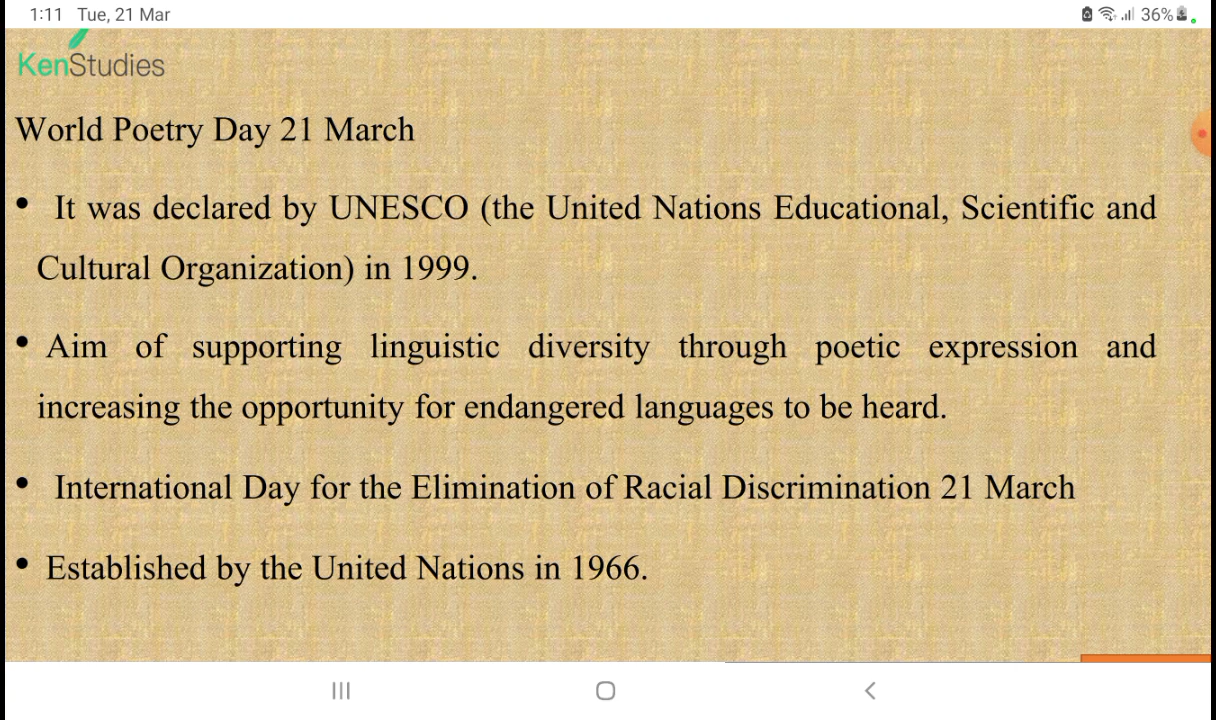 1:11 Tue, 21 Mar 36%
KenStudies
World Poetry Day 21 March
• It was declared by UNESCO (the United Nations Educational, Scientific and
Cultural Organization) in 1999.
• Aim of supporting linguistic diversity through poetic expression and
increasing the opportunity for endangered languages to be heard.
• International Day for the Elimination of Racial Discrimination 21 March
• Established by the United Nations in 1966.